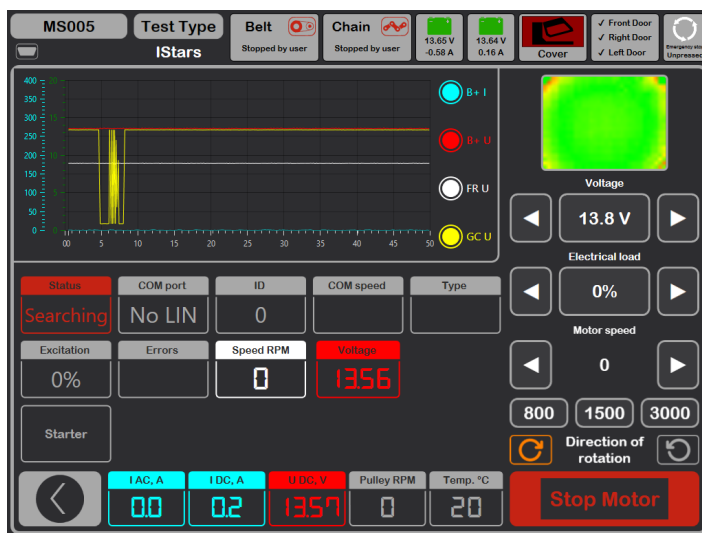 MS005
Test Type
IStars
Belt
Stopped by user
Chain
Stopped by user
13.65 V
-0.58 A
13.64 V
0.16 A
Cover
✓ Front Door
✓ Right Door
✓ Left Door
Emergency stop
Unpressed
400
350
300
250
200
150
100
50
0
20
15
10
5
0
00 5 10 15 20 25 30 35 40 45 50
B+ I
B+ U
FR U
GC U
Voltage
13.8 V
Electrical load
0%
Motor speed
0
800 1500 3000
Direction of
rotation
Stop Motor
Status
Searching
COM port
No LIN
ID
0
COM speed
Type
Excitation
0%
Errors
Speed RPM
0
Voltage
13.56
Starter
I AC, A
0.0
I DC, A
0.2
U DC, V
13.57
Pulley RPM
0
Temp. °C
20